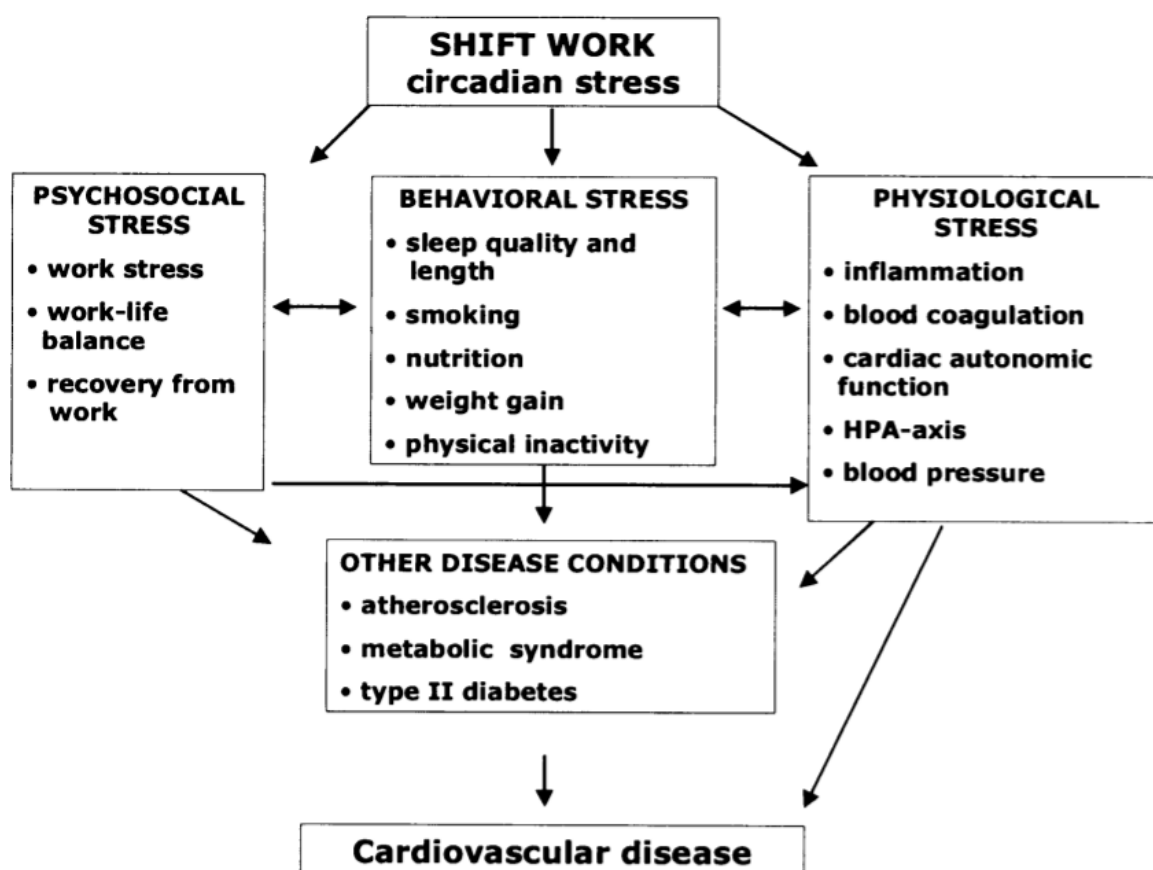 SHIFT WORK
circadian stress
PSYCHOSOCIAL
STRESS
• work stress
• work-life
balance
• recovery from
work
BEHAVIORAL STRESS
• sleep quality and
length
• smoking
• nutrition
• weight gain
• physical inactivity
PHYSIOLOGICAL
STRESS
• inflammation
• blood coagulation
• cardiac autonomic
function
• HPA-axis
• blood pressure
OTHER DISEASE CONDITIONS
• atherosclerosis
• metabolic syndrome
• type II diabetes
Cardiovascular disease